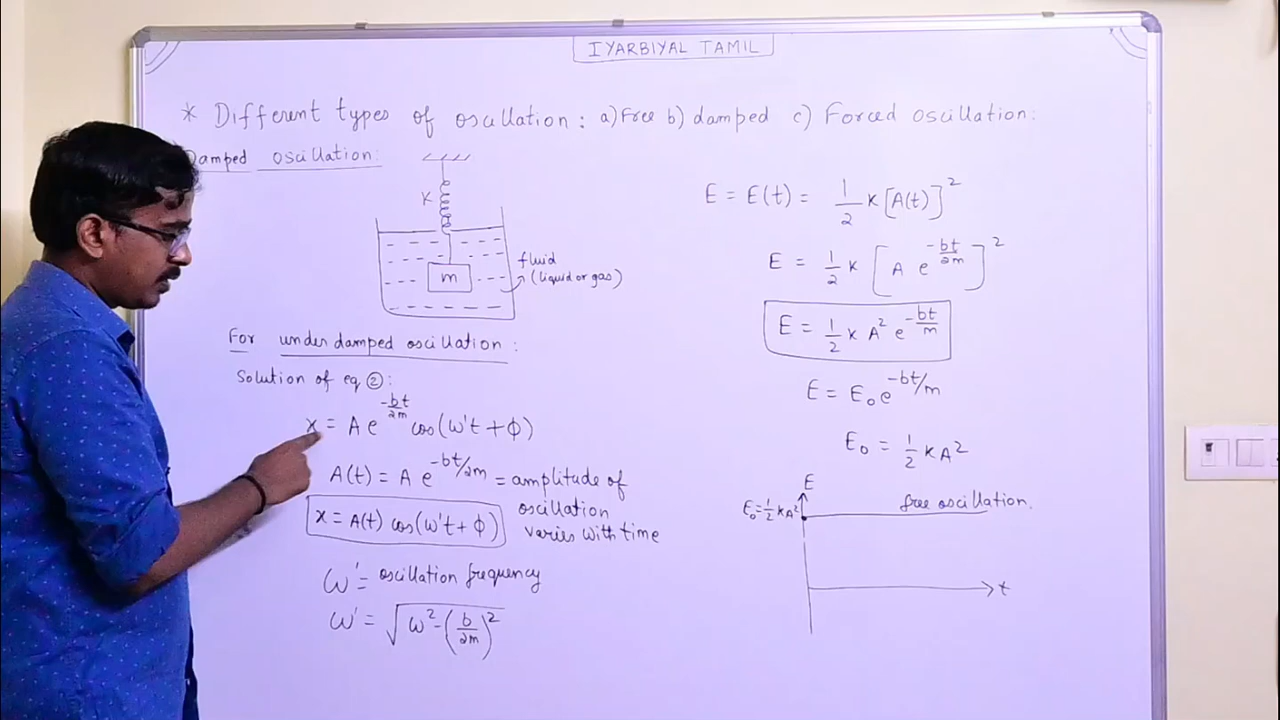 IYARBIYAL TAMIL
* Different types of oscillation: a) Free b) damped c) Forced oscillation:
Damped oscillation:
K
m
fluid
(liquid or gas)
For underdamped oscillation:
Solution of eq ②:
x = A e^(-bt/2m) cos(ω't + φ)
A(t) = A e^(-bt/2m) = amplitude of
oscillation
varies with time
x = A(t) cos(ω't + φ)
ω' = oscillation frequency
ω' = √(ω² - (b/2m)²)
E = E(t) = 1/2 K [A(t)]²
E = 1/2 K [A e^(-bt/2m)]²
E = 1/2 K A² e^(-bt/m)
E = E₀ e^(-bt/m)
E₀ = 1/2 K A²
E
E₀ = 1/2 K A²
free oscillation.
t